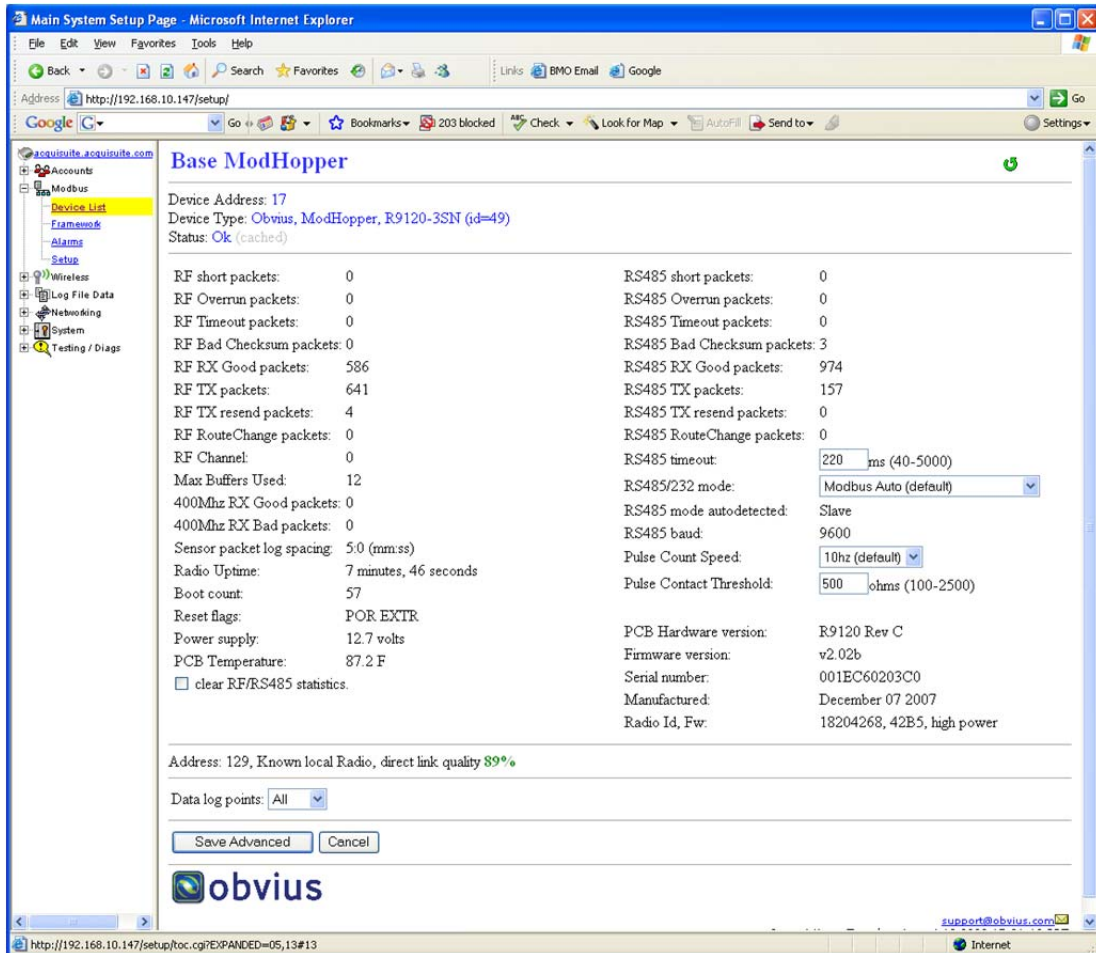 Main System Setup Page - Microsoft Internet Explorer
File Edit View Favorites Tools Help
Back Search Favorites Links BMO Email Google
Address http://192.168.10.147/setup/ Go
Google G Go Bookmarks 203 blocked ABC Check Look for Map AutoFill Send to Settings
acquisuite.acquisuite.com
Accounts
Modbus
Device List
Framework
Alarms
Setup
Wireless
Log File Data
Networking
System
Testing / Diags
Base ModHopper
Device Address: 17
Device Type: Obvius, ModHopper, R9120-3SN (id=49)
Status: Ok (cached)
RF short packets: 0
RF Overrun packets: 0
RF Timeout packets: 0
RF Bad Checksum packets: 0
RF RX Good packets: 586
RF TX packets: 641
RF TX resend packets: 4
RF RouteChange packets: 0
RF Channel: 0
Max Buffers Used: 12
400Mhz RX Good packets: 0
400Mhz RX Bad packets: 0
Sensor packet log spacing: 5:0 (mm:ss)
Radio Uptime: 7 minutes, 46 seconds
Boot count: 57
Reset flags: POR EXTR
Power supply: 12.7 volts
PCB Temperature: 87.2 F
clear RF/RS485 statistics.
RS485 short packets: 0
RS485 Overrun packets: 0
RS485 Timeout packets: 0
RS485 Bad Checksum packets: 3
RS485 RX Good packets: 974
RS485 TX packets: 157
RS485 TX resend packets: 0
RS485 RouteChange packets: 0
RS485 timeout: 220 ms (40-5000)
RS485/232 mode: Modbus Auto (default)
RS485 mode autodetected: Slave
RS485 baud: 9600
Pulse Count Speed: 10hz (default)
Pulse Contact Threshold: 500 ohms (100-2500)
PCB Hardware version: R9120 Rev C
Firmware version: v2.02b
Serial number: 001EC60203C0
Manufactured: December 07 2007
Radio Id, Fw: 18204268, 42B5, high power
Address: 129, Known local Radio, direct link quality 89%
Data log points: All
Save Advanced Cancel
obvius
support@obvius.com
http://192.168.10.147/setup/toc.cgi?EXPANDED=05,13#13 Internet